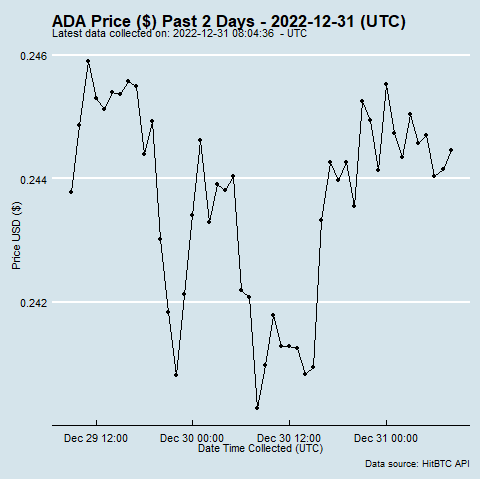 ADA Price ($) Past 2 Days - 2022-12-31 (UTC)
Latest data collected on: 2022-12-31 08:04:36  - UTC
0.246
0.244
0.242
Price USD ($)
Dec 29 12:00 Dec 30 00:00 Dec 30 12:00 Dec 31 00:00
Date Time Collected (UTC)
Data source: HitBTC API